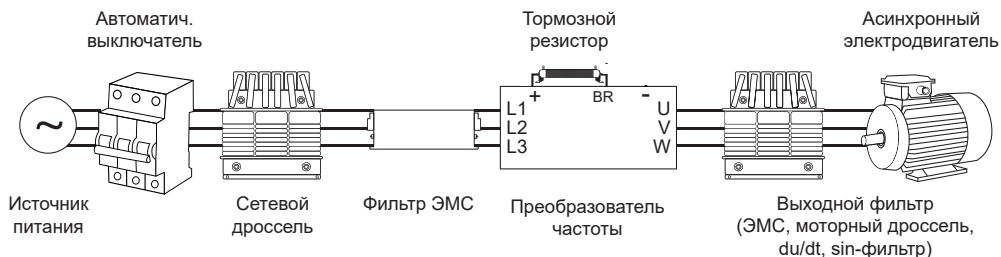 Автоматич.
выключатель
Тормозной
резистор
Асинхронный
электродвигатель
~
+
BR
-
L1
L2
L3
U
V
W
Источник
питания
Сетевой
дроссель
Фильтр ЭМС
Преобразователь
частоты
Выходной фильтр
(ЭМС, моторный дроссель,
du/dt, sin-фильтр)